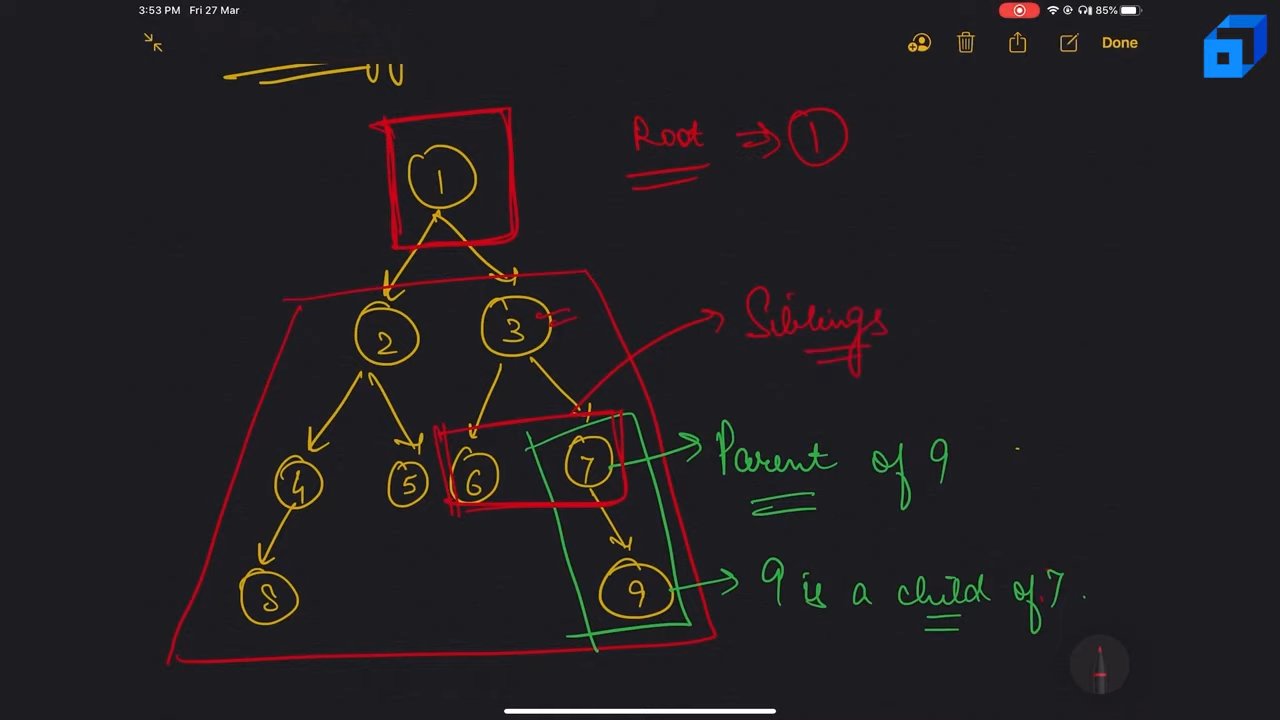 3:53 PM Fri 27 Mar
85%
Done
Root ⇒ 1
1
2
3
Siblings
4
5
6
7
Parent of 9
8
9
9 is a child of 7.